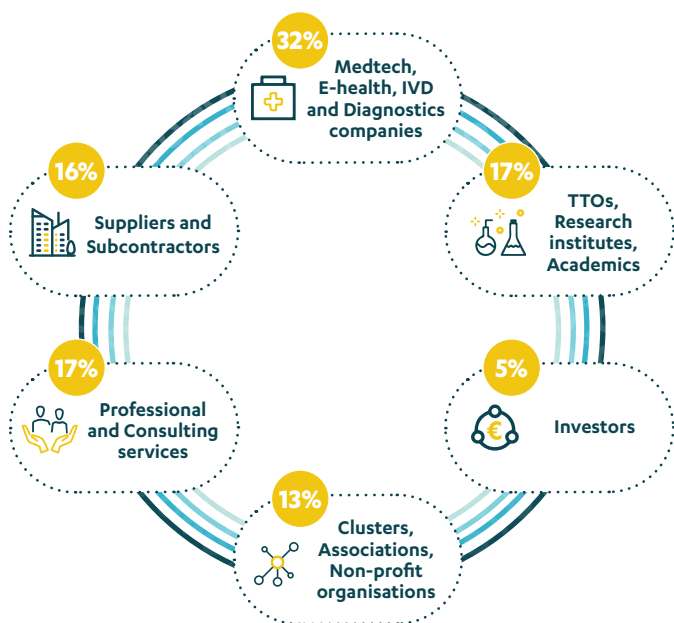 32%
Medtech,
E-health, IVD
and Diagnostics
companies
17%
TTOs,
Research
institutes,
Academics
5%
€
Investors
13%
Clusters,
Associations,
Non-profit
organisations
17%
Professional
and Consulting
services
16%
Suppliers and
Subcontractors